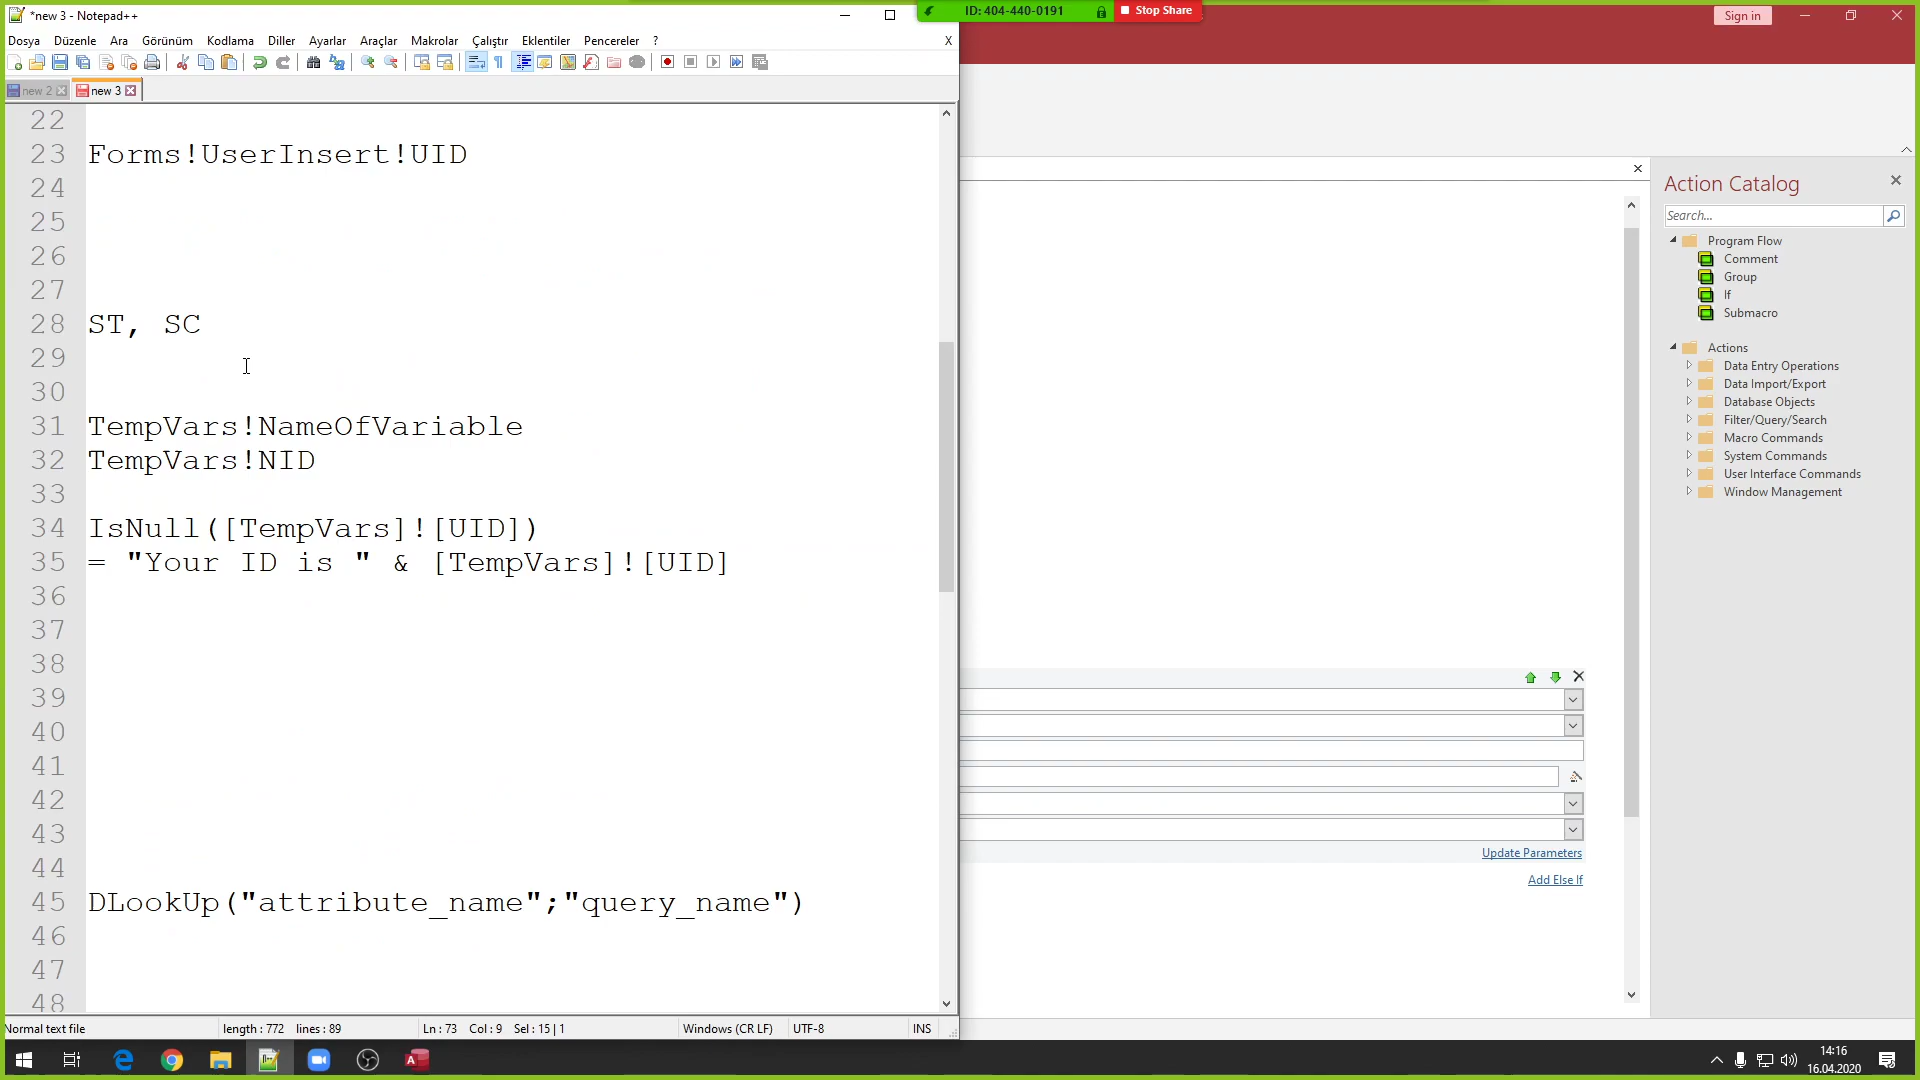 *new 3 - Notepad++
ID: 404-440-0191
Stop Share
Sign in
Dosya Düzenle Ara Görünüm Kodlama Diller Ayarlar Araçlar Makrolar Çalıştır Eklentiler Pencereler ? X
new 2
new 3
22
23 Forms!UserInsert!UID
24
25
26
27
28 ST, SC
29
30
31 TempVars!NameOfVariable
32 TempVars!NID
33
34 IsNull([TempVars]![UID])
35 = "Your ID is " & [TempVars]![UID]
36
37
38
39
40
41
42
43
44
45 DLookUp("attribute_name";"query_name")
46
47
48
Action Catalog
Search...
Program Flow
Comment
Group
If
Submacro
Actions
Data Entry Operations
Data Import/Export
Database Objects
Filter/Query/Search
Macro Commands
System Commands
User Interface Commands
Window Management
Update Parameters
Add Else If
Normal text file length : 772 lines : 89 Ln : 73 Col : 9 Sel : 15 | 1 Windows (CR LF) UTF-8 INS
14:16
16.04.2020